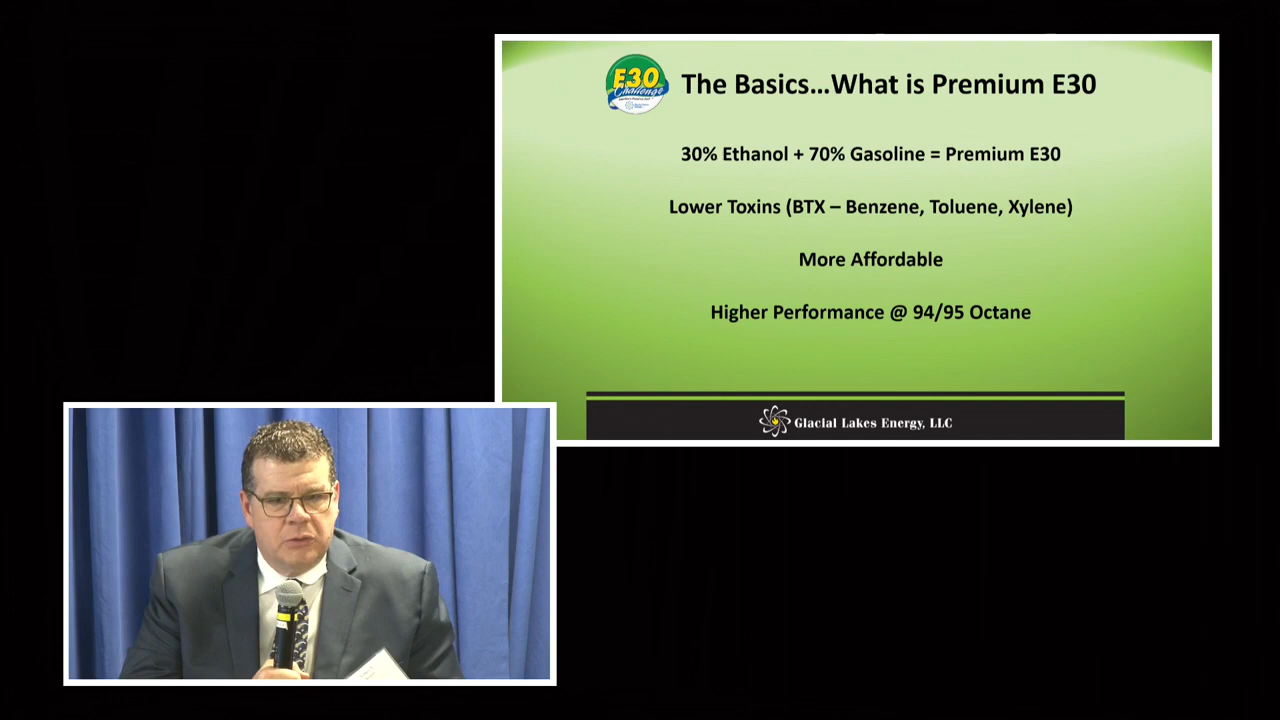 E30
Challenge
The Basics...What is Premium E30
30% Ethanol + 70% Gasoline = Premium E30
Lower Toxins (BTX – Benzene, Toluene, Xylene)
More Affordable
Higher Performance @ 94/95 Octane
Glacial Lakes Energy, LLC